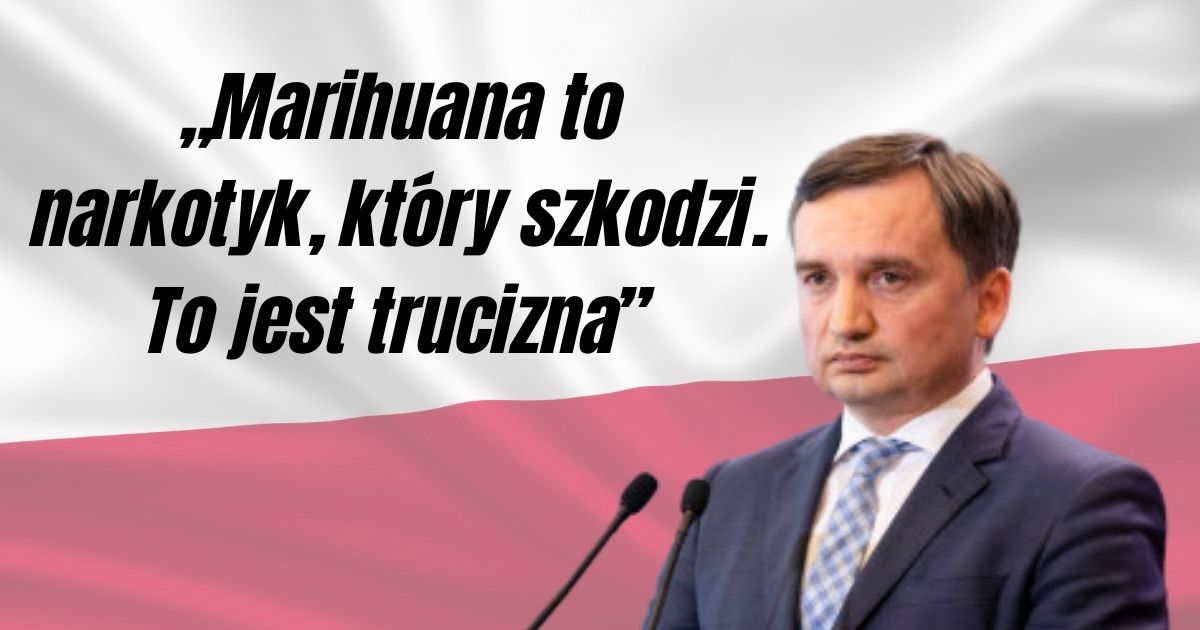 „Marihuana to
narkotyk, który szkodzi.
To jest trucizna”